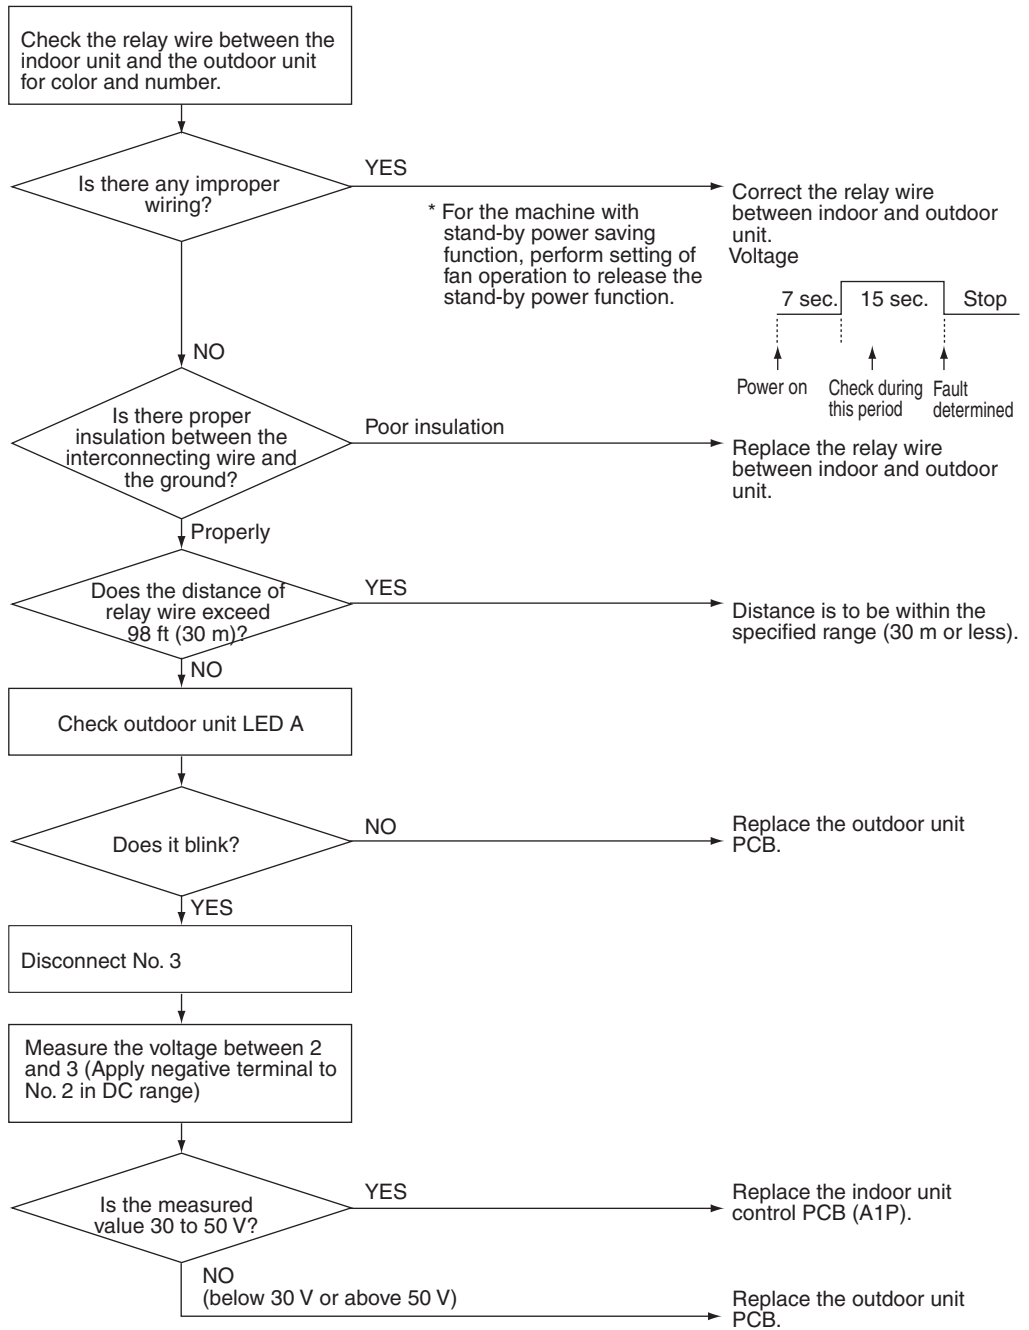 Check the relay wire between the
indoor unit and the outdoor unit
for color and number.
Is there any improper
wiring?
YES
* For the machine with
stand-by power saving
function, perform setting of
fan operation to release the
stand-by power function.
Correct the relay wire
between indoor and outdoor
unit.
Voltage
7 sec.
15 sec.
Stop
Power on
Check during
this period
Fault
determined
NO
Is there proper
insulation between the
interconnecting wire and
the ground?
Poor insulation
Replace the relay wire
between indoor and outdoor
unit.
Properly
Does the distance of
relay wire exceed
98 ft (30 m)?
YES
Distance is to be within the
specified range (30 m or less).
NO
Check outdoor unit LED A
Does it blink?
NO
Replace the outdoor unit
PCB.
YES
Disconnect No. 3
Measure the voltage between 2
and 3 (Apply negative terminal to
No. 2 in DC range)
Is the measured
value 30 to 50 V?
YES
Replace the indoor unit
control PCB (A1P).
NO
(below 30 V or above 50 V)
Replace the outdoor unit
PCB.